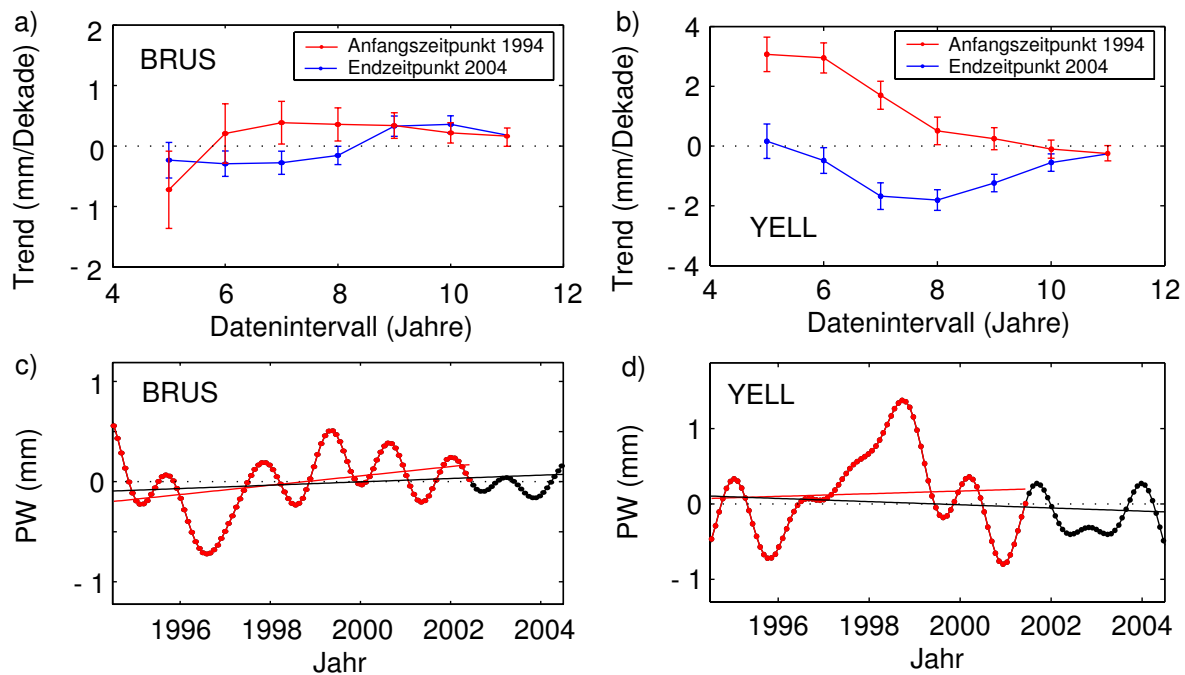 a)
BRUS
Anfangszeitpunkt 1994
Endzeitpunkt 2004
Trend (mm/Dekade)
2
1
0
- 1
- 2
4 6 8 10 12
Datenintervall (Jahre)
b)
YELL
Anfangszeitpunkt 1994
Endzeitpunkt 2004
Trend (mm/Dekade)
4
2
0
- 2
- 4
4 6 8 10 12
Datenintervall (Jahre)
c)
BRUS
PW (mm)
1
0
- 1
1996 1998 2000 2002 2004
Jahr
d)
YELL
PW (mm)
1
0
- 1
1996 1998 2000 2002 2004
Jahr